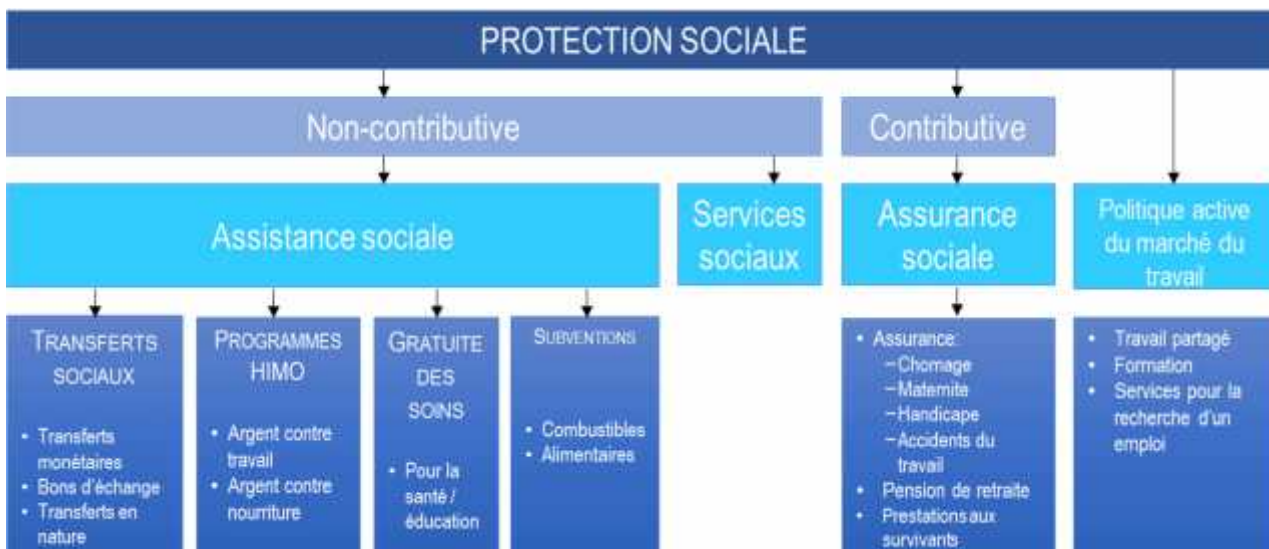 PROTECTION SOCIALE
Non-contributive
Contributive
Assistance sociale
Services
sociaux
Assurance
sociale
Politique active
du marché du
travail
TRANSFERTS
SOCIAUX
• Transferts
monétaires
• Bons d'échange
• Transferts en
nature
PROGRAMMES
HIMO
• Argent contre
travail
• Argent contre
nourriture
GRATUITE
DES
SOINS
• Pour la
santé /
éducation
SUBVENTIONS
• Combustibles
• Alimentaires
• Assurance:
–Chomage
–Maternite
–Handicape
–Accidents du
travail
• Pension de retraite
• Prestations aux
survivants
• Travail partagé
• Formation
• Services pour la
recherche d'un
emploi